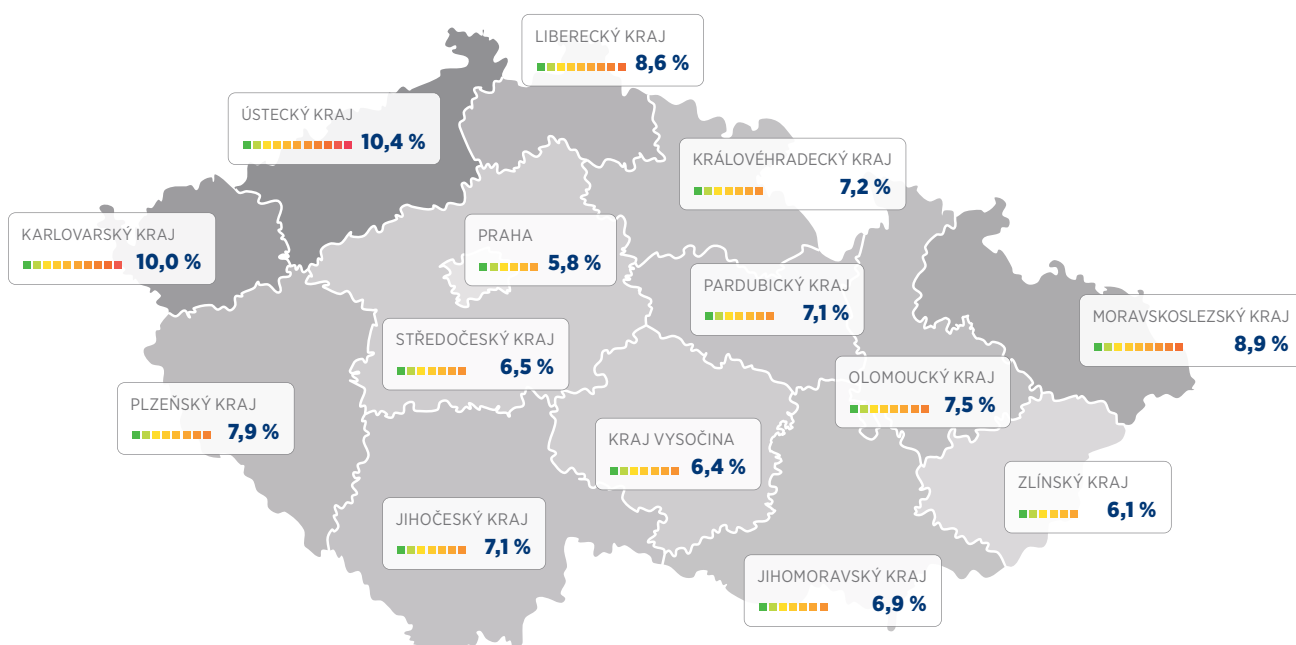 LIBERECKÝ KRAJ
8,6 %
ÚSTECKÝ KRAJ
10,4 %
KRÁLOVÉHRADECKÝ KRAJ
7,2 %
KARLOVARSKÝ KRAJ
10,0 %
PRAHA
5,8 %
PARDUBICKÝ KRAJ
7,1 %
MORAVSKOSLEZSKÝ KRAJ
8,9 %
STŘEDOČESKÝ KRAJ
6,5 %
OLOMOUCKÝ KRAJ
7,5 %
PLZEŇSKÝ KRAJ
7,9 %
KRAJ VYSOČINA
6,4 %
ZLÍNSKÝ KRAJ
6,1 %
JIHOČESKÝ KRAJ
7,1 %
JIHOMORAVSKÝ KRAJ
6,9 %